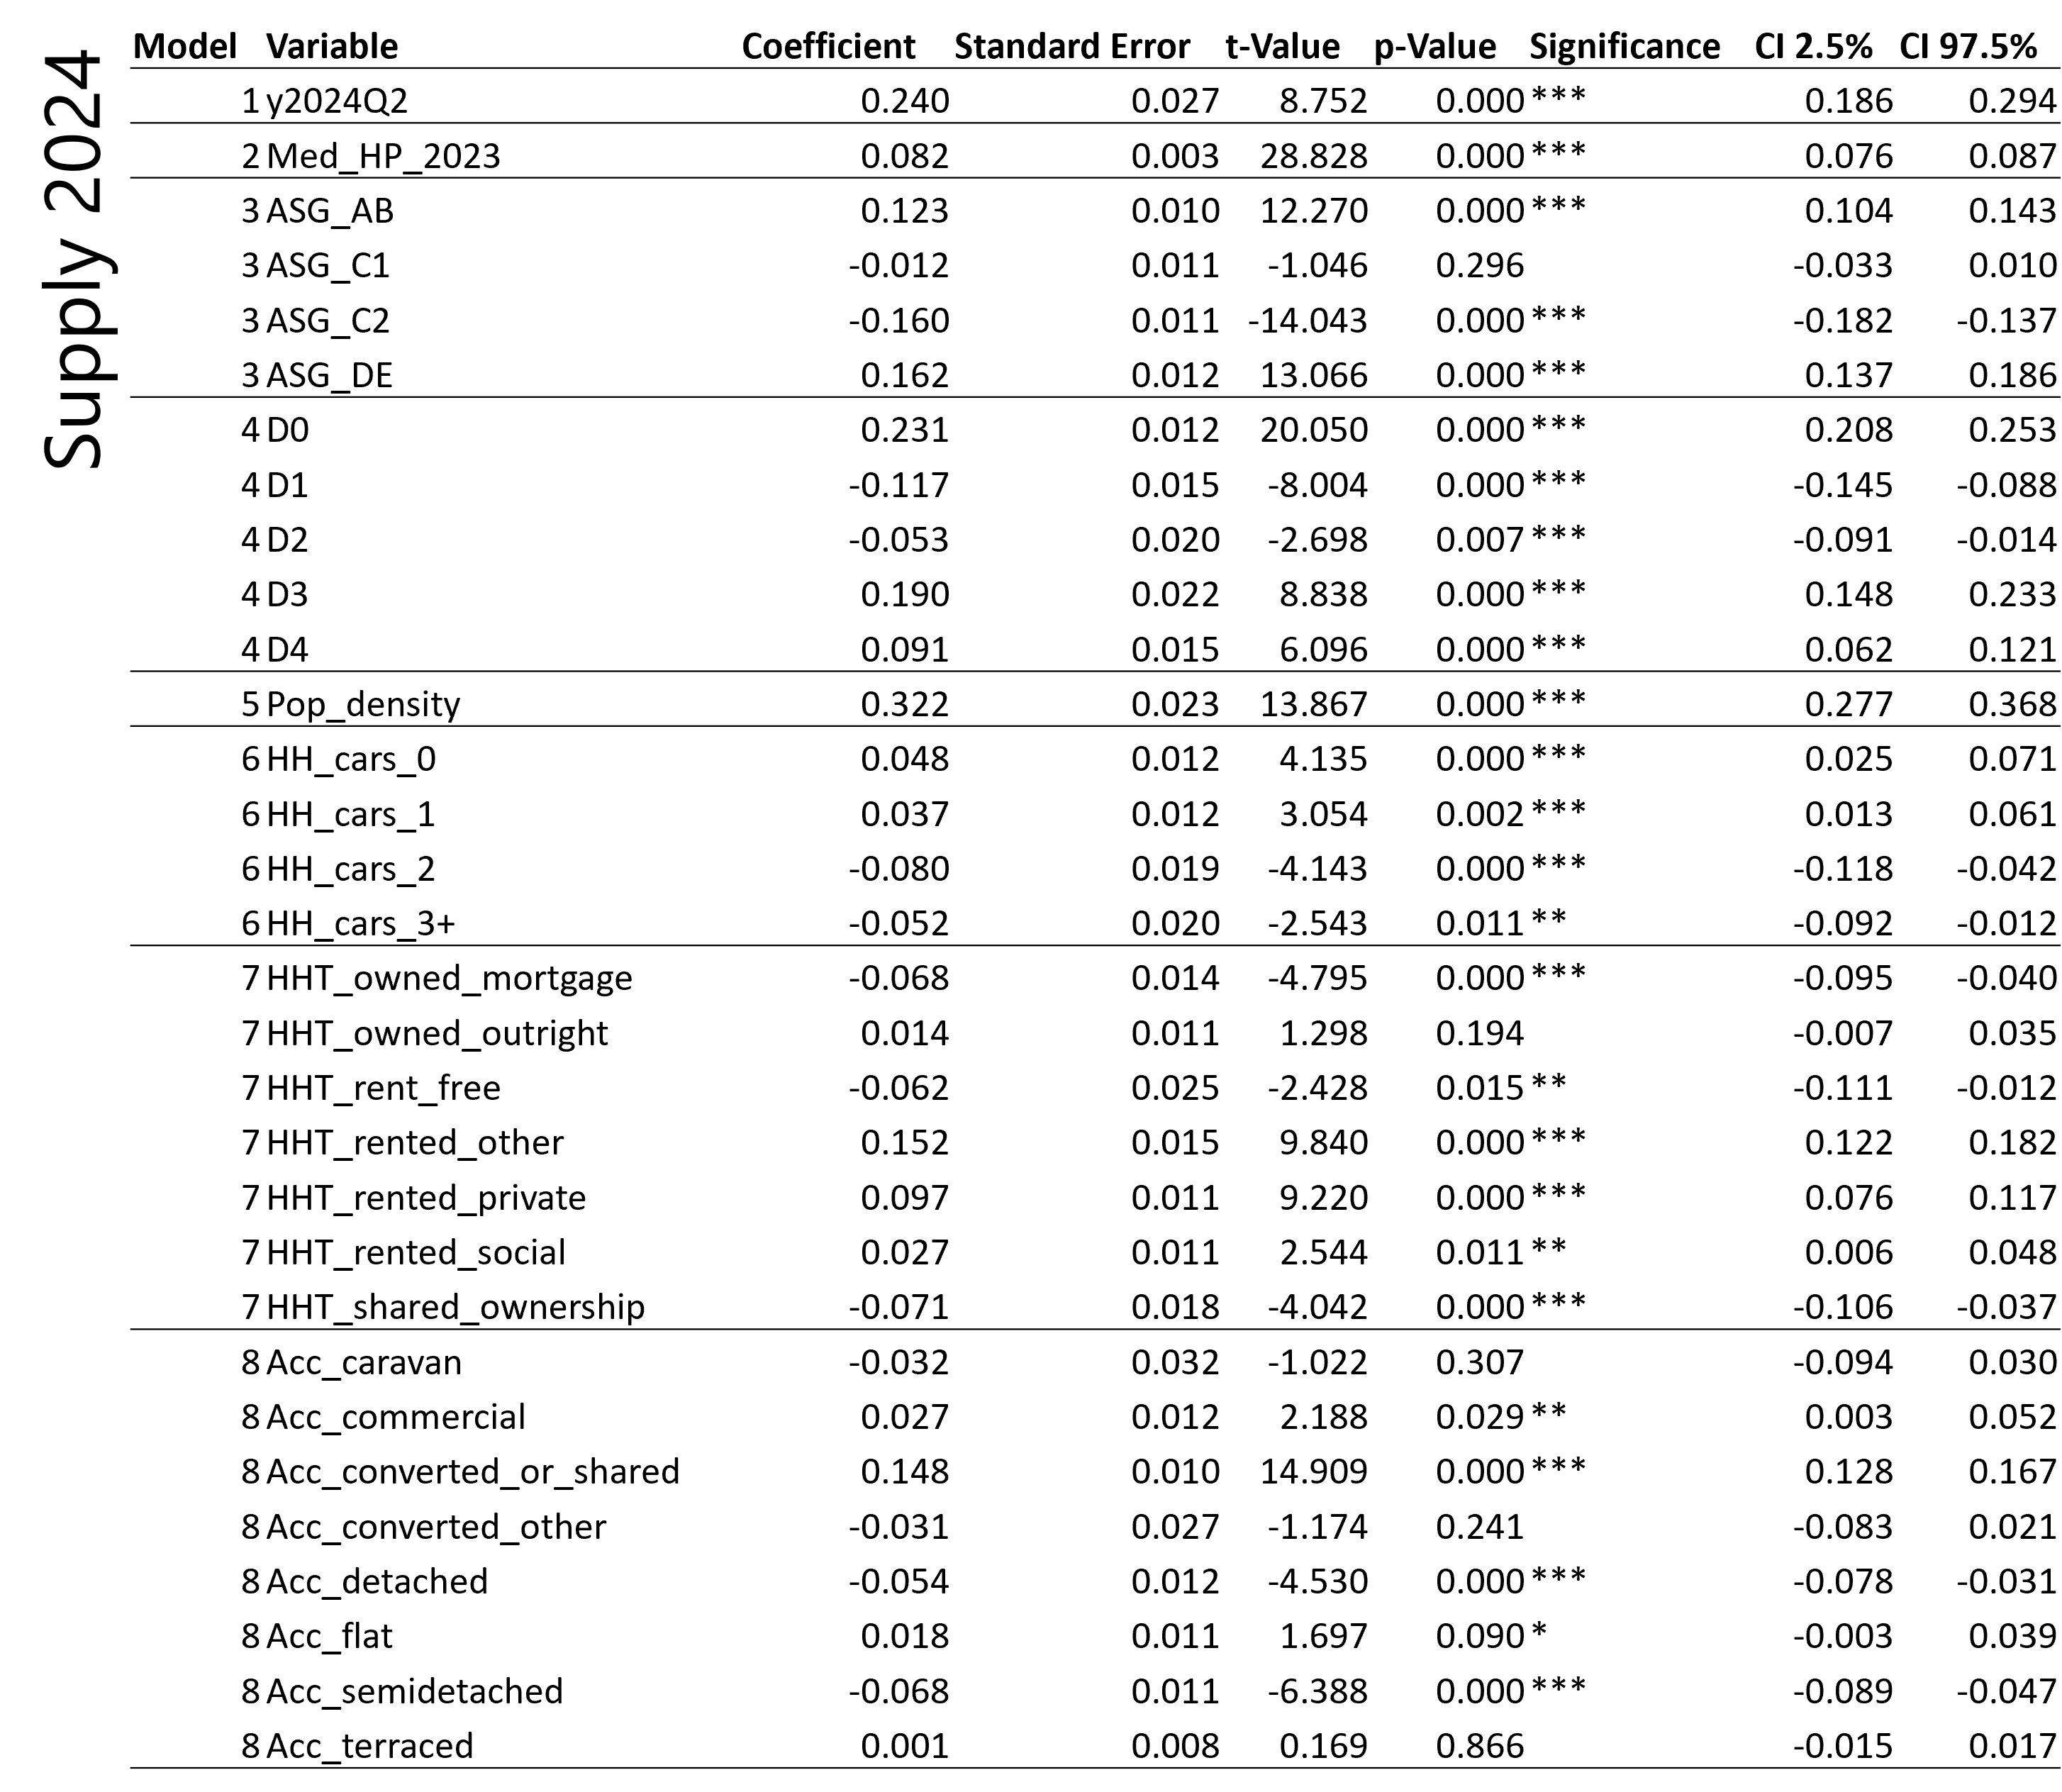 Supply 2024
Model Variable Coefficient Standard Error t-Value p-Value Significance CI 2.5% CI 97.5%
1 y2024Q2 0.240 0.027 8.752 0.000 *** 0.186 0.294
2 Med_HP_2023 0.082 0.003 28.828 0.000 *** 0.076 0.087
3 ASG_AB 0.123 0.010 12.270 0.000 *** 0.104 0.143
3 ASG_C1 -0.012 0.011 -1.046 0.296 -0.033 0.010
3 ASG_C2 -0.160 0.011 -14.043 0.000 *** -0.182 -0.137
3 ASG_DE 0.162 0.012 13.066 0.000 *** 0.137 0.186
4 D0 0.231 0.012 20.050 0.000 *** 0.208 0.253
4 D1 -0.117 0.015 -8.004 0.000 *** -0.145 -0.088
4 D2 -0.053 0.020 -2.698 0.007 *** -0.091 -0.014
4 D3 0.190 0.022 8.838 0.000 *** 0.148 0.233
4 D4 0.091 0.015 6.096 0.000 *** 0.062 0.121
5 Pop_density 0.322 0.023 13.867 0.000 *** 0.277 0.368
6 HH_cars_0 0.048 0.012 4.135 0.000 *** 0.025 0.071
6 HH_cars_1 0.037 0.012 3.054 0.002 *** 0.013 0.061
6 HH_cars_2 -0.080 0.019 -4.143 0.000 *** -0.118 -0.042
6 HH_cars_3+ -0.052 0.020 -2.543 0.011 ** -0.092 -0.012
7 HHT_owned_mortgage -0.068 0.014 -4.795 0.000 *** -0.095 -0.040
7 HHT_owned_outright 0.014 0.011 1.298 0.194 -0.007 0.035
7 HHT_rent_free -0.062 0.025 -2.428 0.015 ** -0.111 -0.012
7 HHT_rented_other 0.152 0.015 9.840 0.000 *** 0.122 0.182
7 HHT_rented_private 0.097 0.011 9.220 0.000 *** 0.076 0.117
7 HHT_rented_social 0.027 0.011 2.544 0.011 ** 0.006 0.048
7 HHT_shared_ownership -0.071 0.018 -4.042 0.000 *** -0.106 -0.037
8 Acc_caravan -0.032 0.032 -1.022 0.307 -0.094 0.030
8 Acc_commercial 0.027 0.012 2.188 0.029 ** 0.003 0.052
8 Acc_converted_or_shared 0.148 0.010 14.909 0.000 *** 0.128 0.167
8 Acc_converted_other -0.031 0.027 -1.174 0.241 -0.083 0.021
8 Acc_detached -0.054 0.012 -4.530 0.000 *** -0.078 -0.031
8 Acc_flat 0.018 0.011 1.697 0.090 * -0.003 0.039
8 Acc_semidetached -0.068 0.011 -6.388 0.000 *** -0.089 -0.047
8 Acc_terraced 0.001 0.008 0.169 0.866 -0.015 0.017